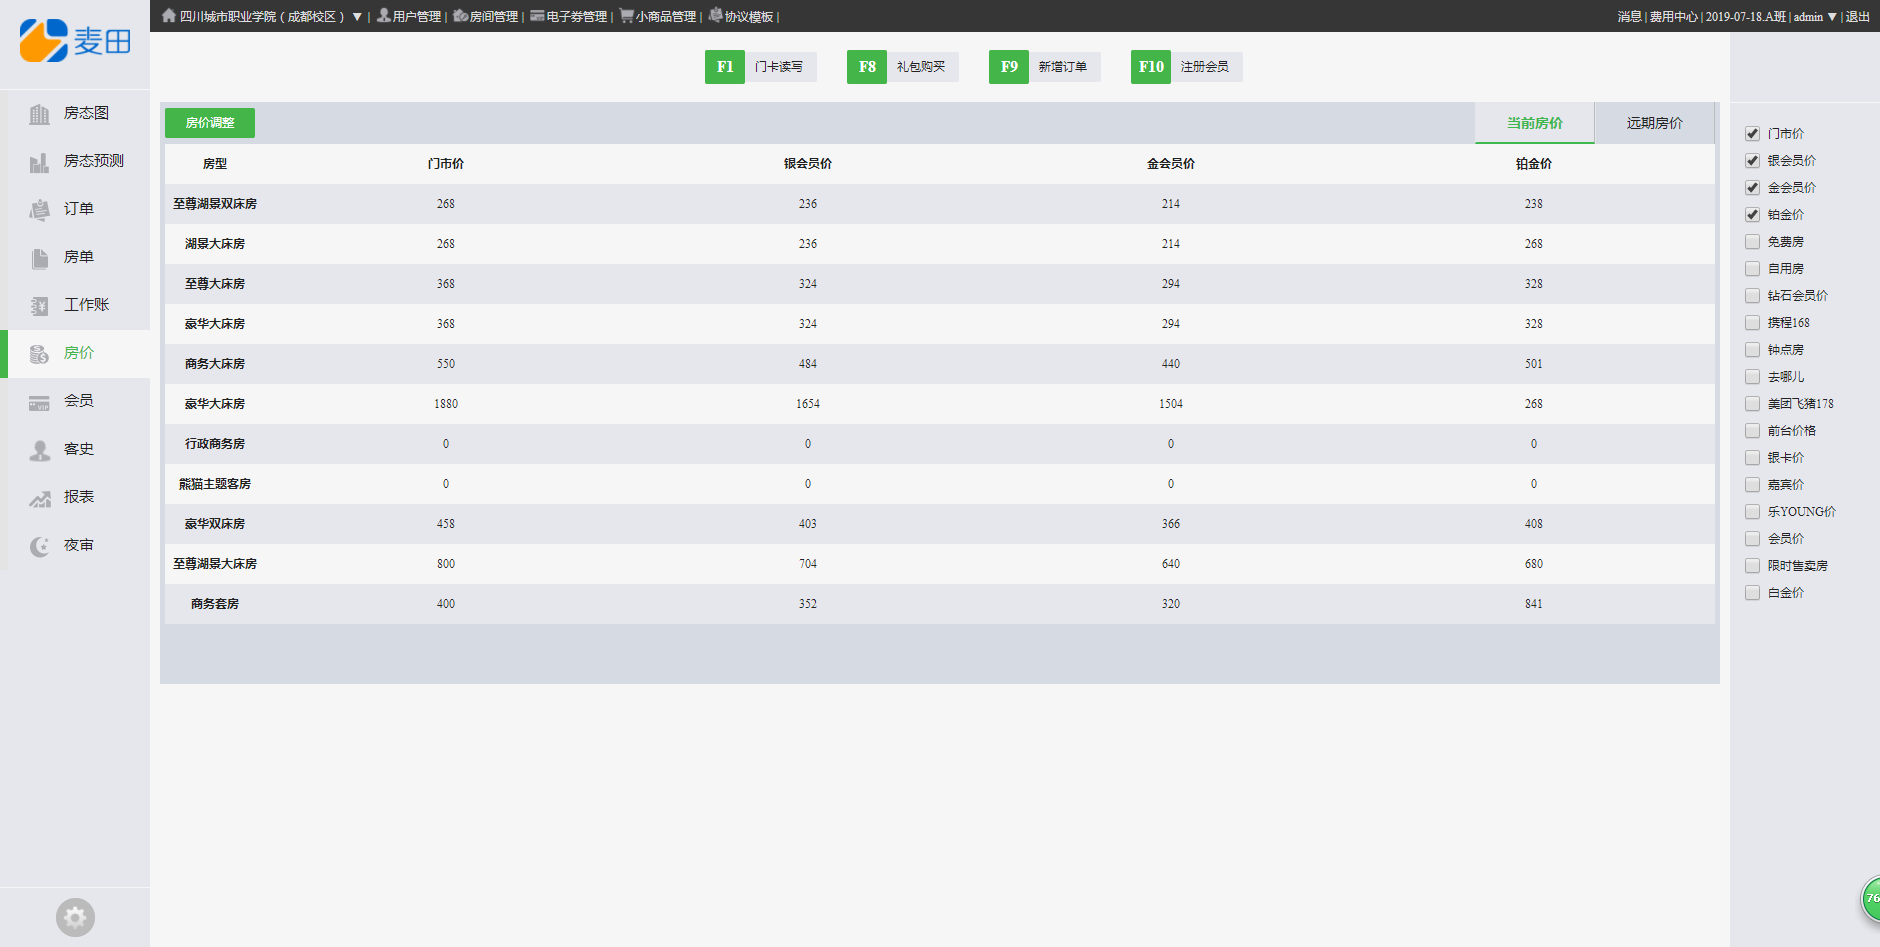 麦田
四川城市职业学院（成都校区） ▼ | 用户管理 | 房间管理 | 电子券管理 | 小商品管理 | 协议模板 |
消息 | 费用中心 | 2019-07-18.A班 | admin ▼ | 退出
F1 门卡读写 F8 礼包购买 F9 新增订单 F10 注册会员
房态图
房态预测
订单
房单
工作账
房价
会员
客史
报表
夜审
房价调整 当前房价 远期房价
房型 门市价 银会员价 金会员价 铂金价
至尊湖景双床房 268 236 214 238
湖景大床房 268 236 214 268
至尊大床房 368 324 294 328
豪华大床房 368 324 294 328
商务大床房 550 484 440 501
豪华大床房 1880 1654 1504 268
行政商务房 0 0 0 0
熊猫主题客房 0 0 0 0
豪华双床房 458 403 366 408
至尊湖景大床房 800 704 640 680
商务套房 400 352 320 841
门市价
银会员价
金会员价
铂金价
免费房
自用房
钻石会员价
携程168
钟点房
去哪儿
美团飞猪178
前台价格
银卡价
嘉宾价
乐YOUNG价
会员价
限时售卖房
白金价
76